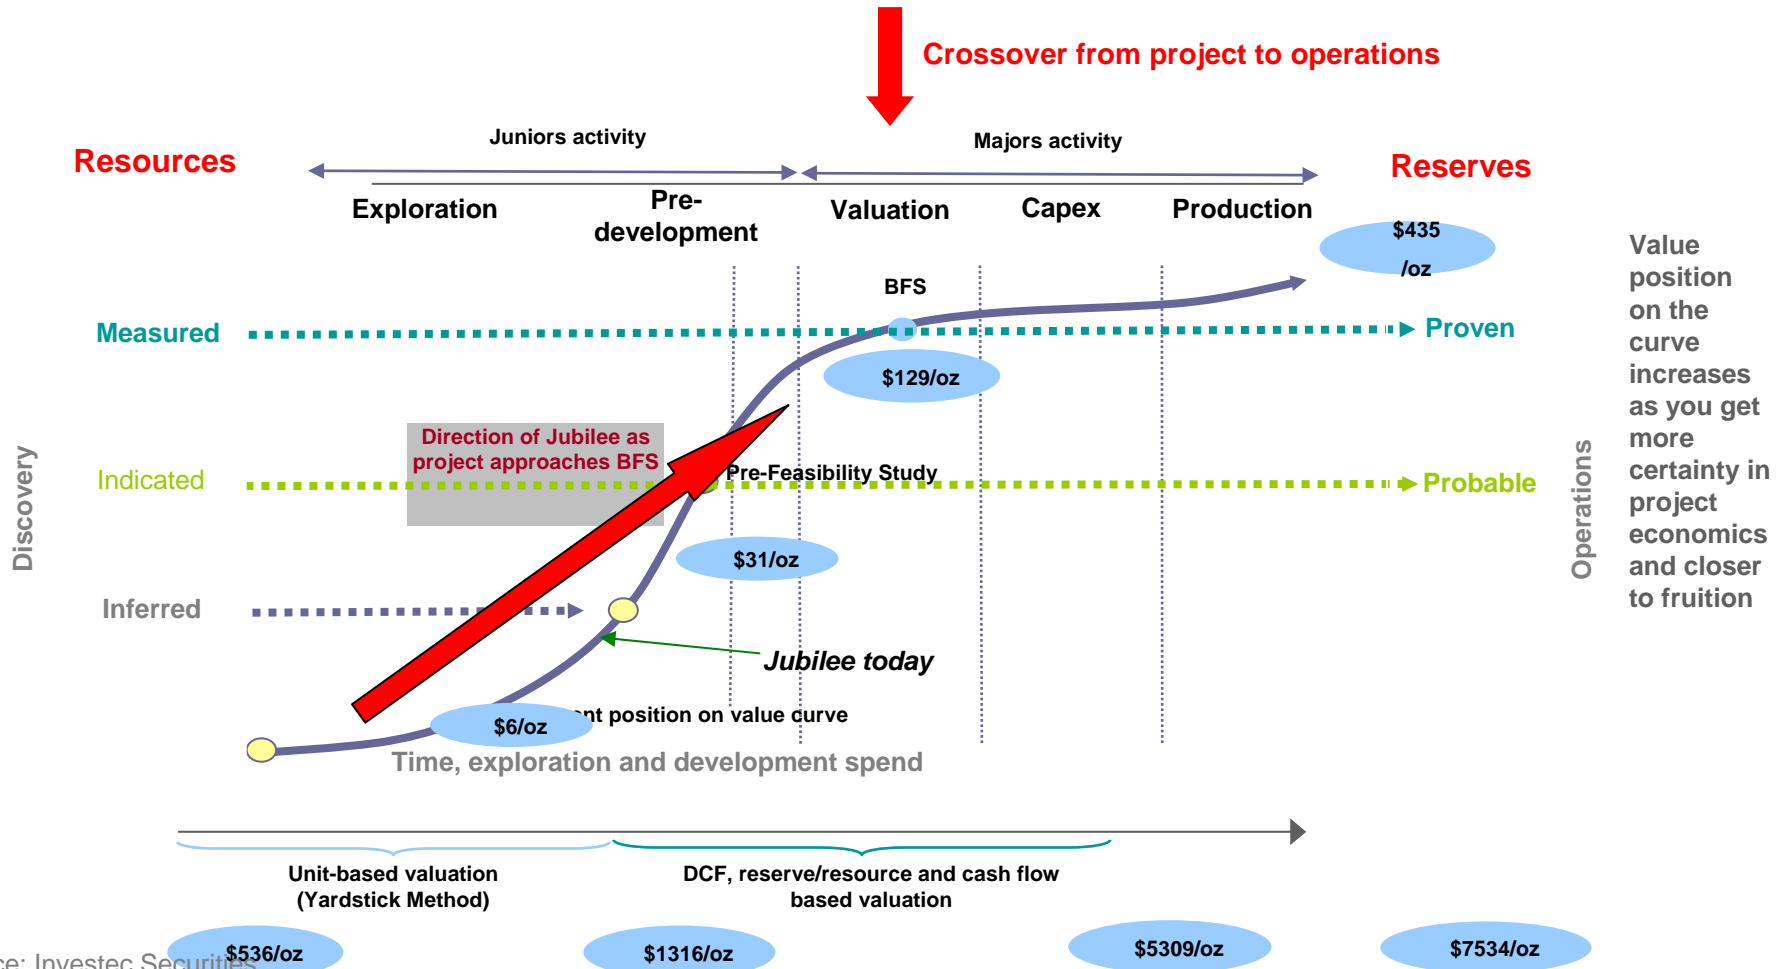 Crossover from project to operations
Juniors activity
Majors activity
Resources
Reserves
Exploration
Pre-
development
Valuation
Capex
Production
$435
/oz
BFS
Measured
Proven
$129/oz
Direction of Jubilee as
project approaches BFS
Pre-Feasibility Study
Indicated
Probable
Discovery
Operations
Value
position
on the
curve
increases
as you get
more
certainty in
project
economics
and closer
to fruition
$31/oz
Inferred
Jubilee today
$6/oz
position on value curve
Time, exploration and development spend
Unit-based valuation
(Yardstick Method)
DCF, reserve/resource and cash flow
based valuation
$536/oz
$1316/oz
$5309/oz
$7534/oz
Investec Securities